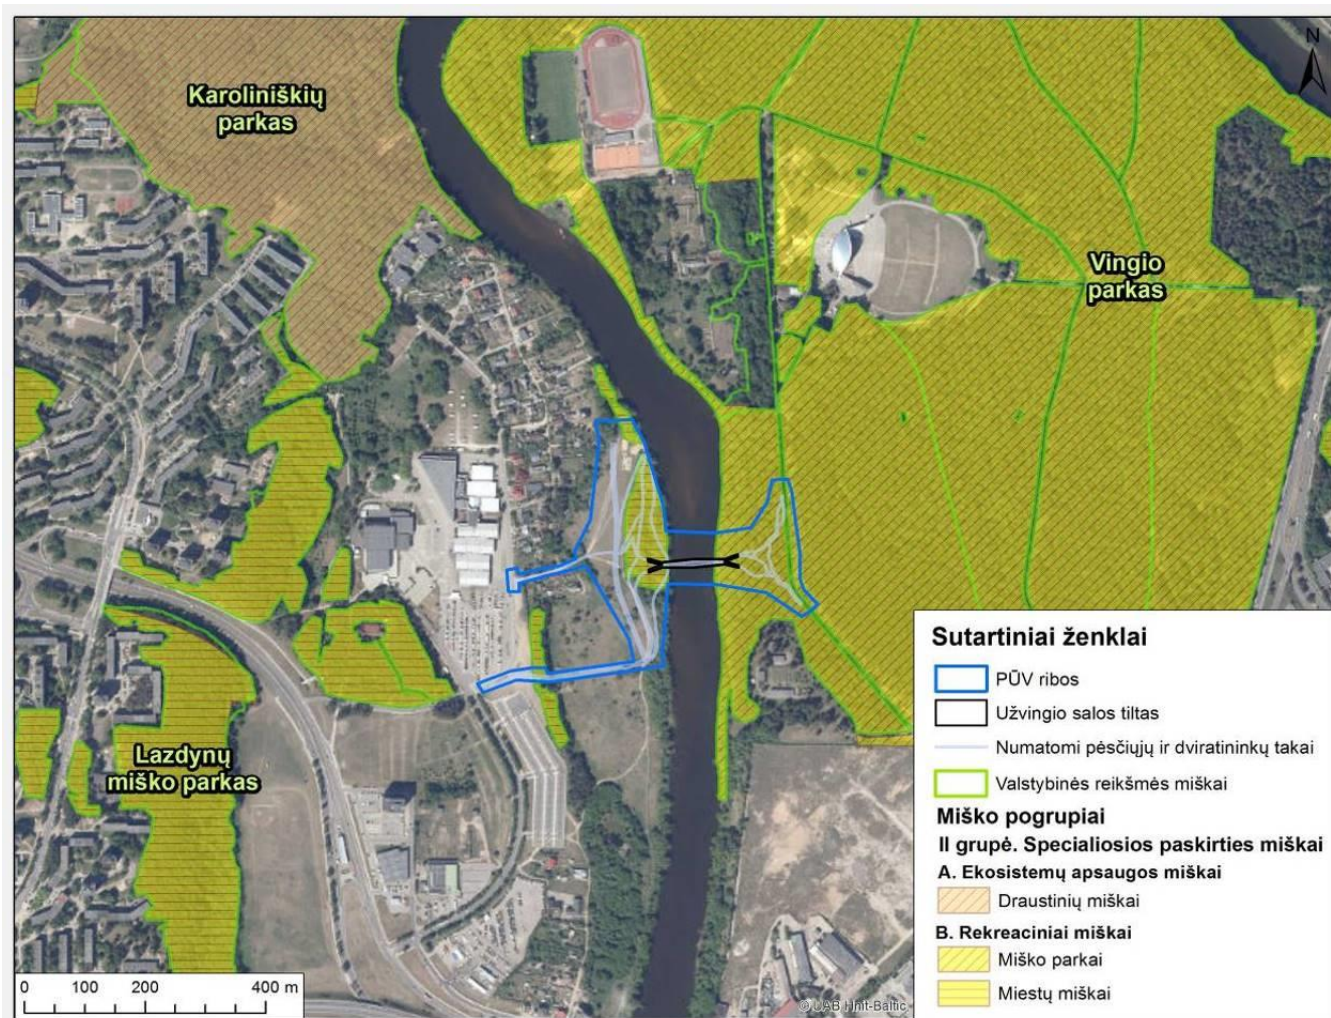 N
Karoliniškių
parkas
Vingio
parkas
Lazdynų
miško parkas
Sutartiniai ženklai
PŪV ribos
Užvingio salos tiltas
Numatomi pėsčiųjų ir dviratininkų takai
Valstybinės reikšmės miškai
Miško pogrupiai
II grupė. Specialiosios paskirties miškai
A. Ekosistemų apsaugos miškai
Draustinių miškai
B. Rekreaciniai miškai
Miško parkai
Miestų miškai
0 100 200 400 m
© UAB Hnit-Baltic